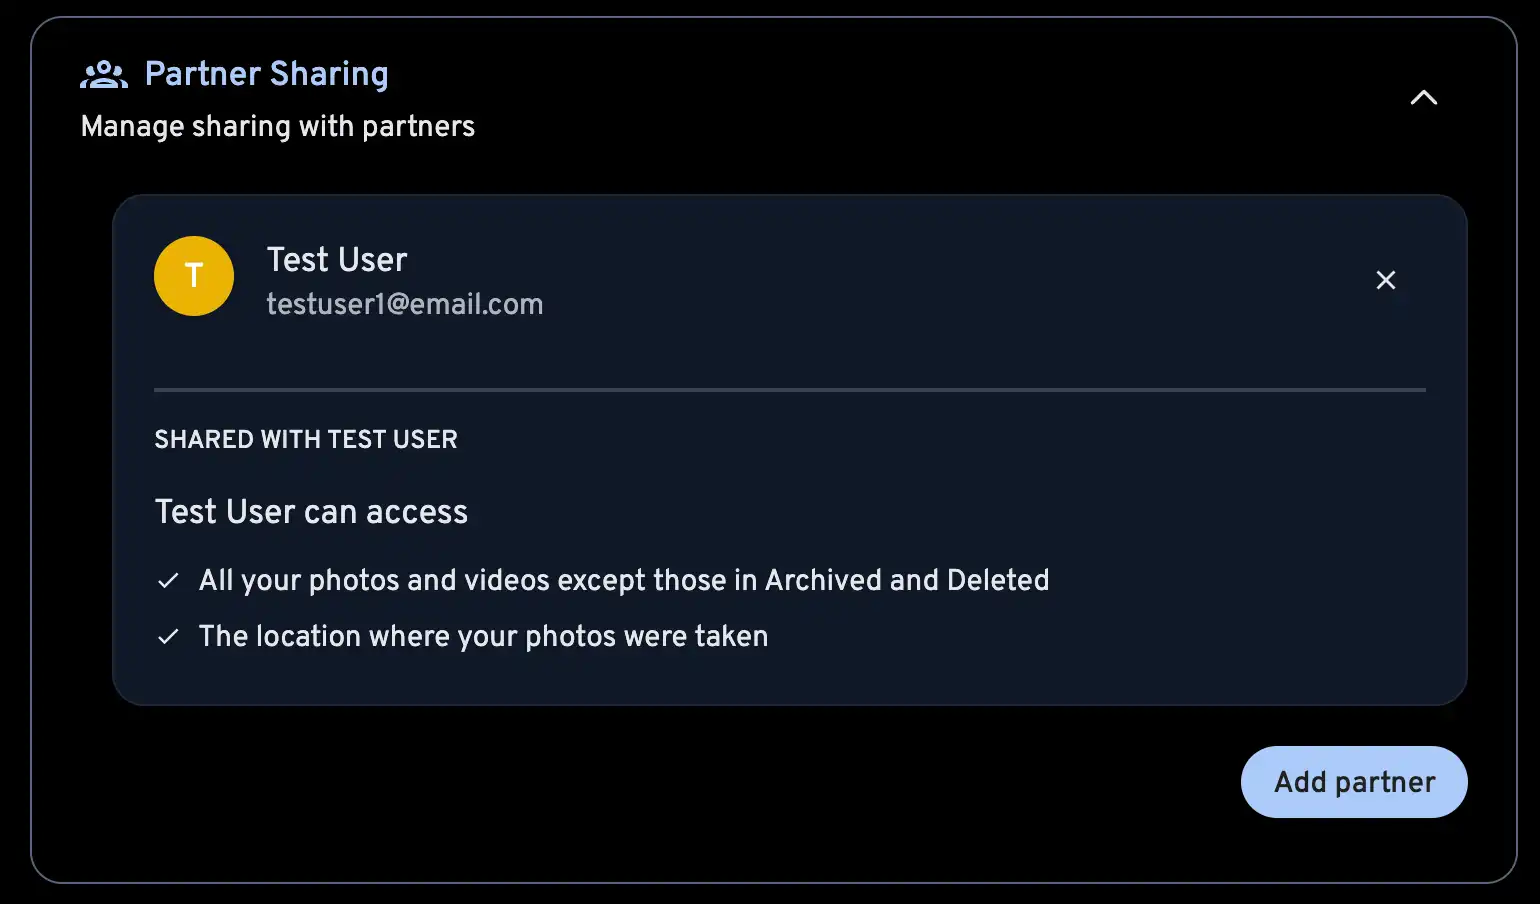 Partner Sharing
Manage sharing with partners
T
Test User
testuser1@email.com
SHARED WITH TEST USER
Test User can access
All your photos and videos except those in Archived and Deleted
The location where your photos were taken
Add partner